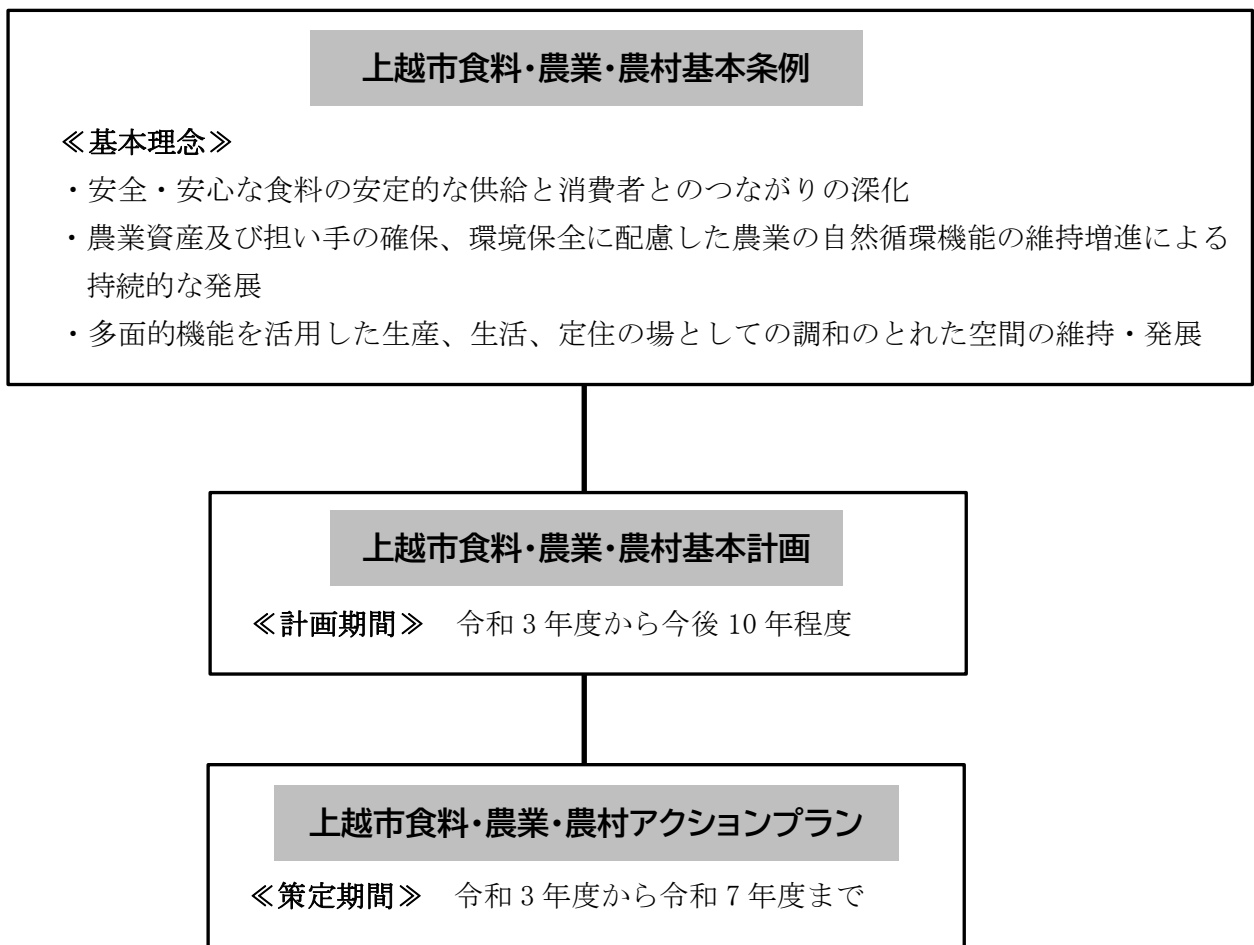 上越市食料・農業・農村基本条例
≪基本理念≫
・安全・安心な食料の安定的な供給と消費者とのつながりの深化
・農業資産及び担い手の確保、環境保全に配慮した農業の自然循環機能の維持増進による
持続的な発展
・多面的機能を活用した生産、生活、定住の場としての調和のとれた空間の維持・発展
上越市食料・農業・農村基本計画
≪計画期間≫　令和 3 年度から今後 10 年程度
上越市食料・農業・農村アクションプラン
≪策定期間≫　令和 3 年度から令和 7 年度まで